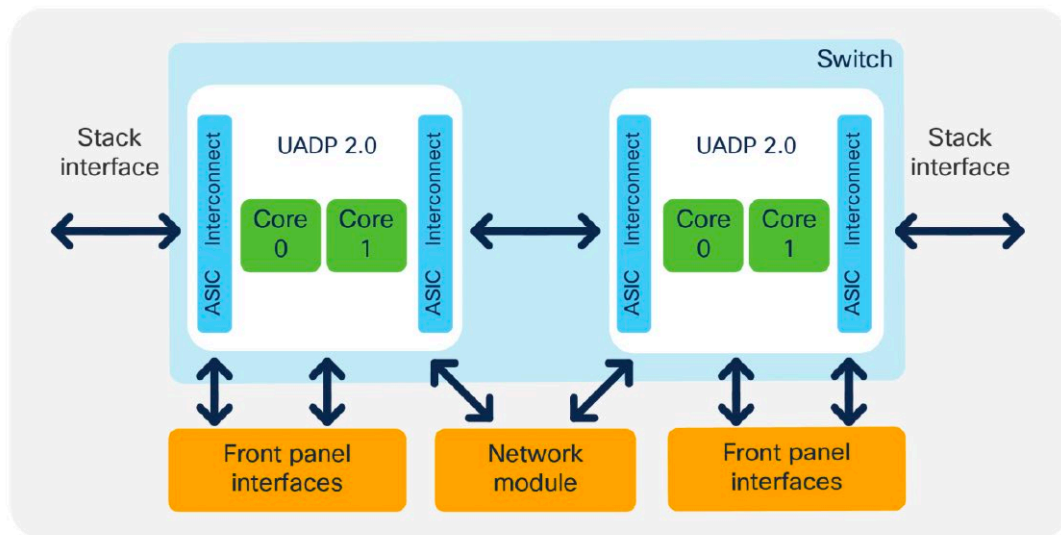 Switch
Stack
interface
ASIC Interconnect
UADP 2.0
Core
0
Core
1
ASIC Interconnect
ASIC Interconnect
UADP 2.0
Core
0
Core
1
ASIC Interconnect
Stack
interface
Front panel
interfaces
Network
module
Front panel
interfaces